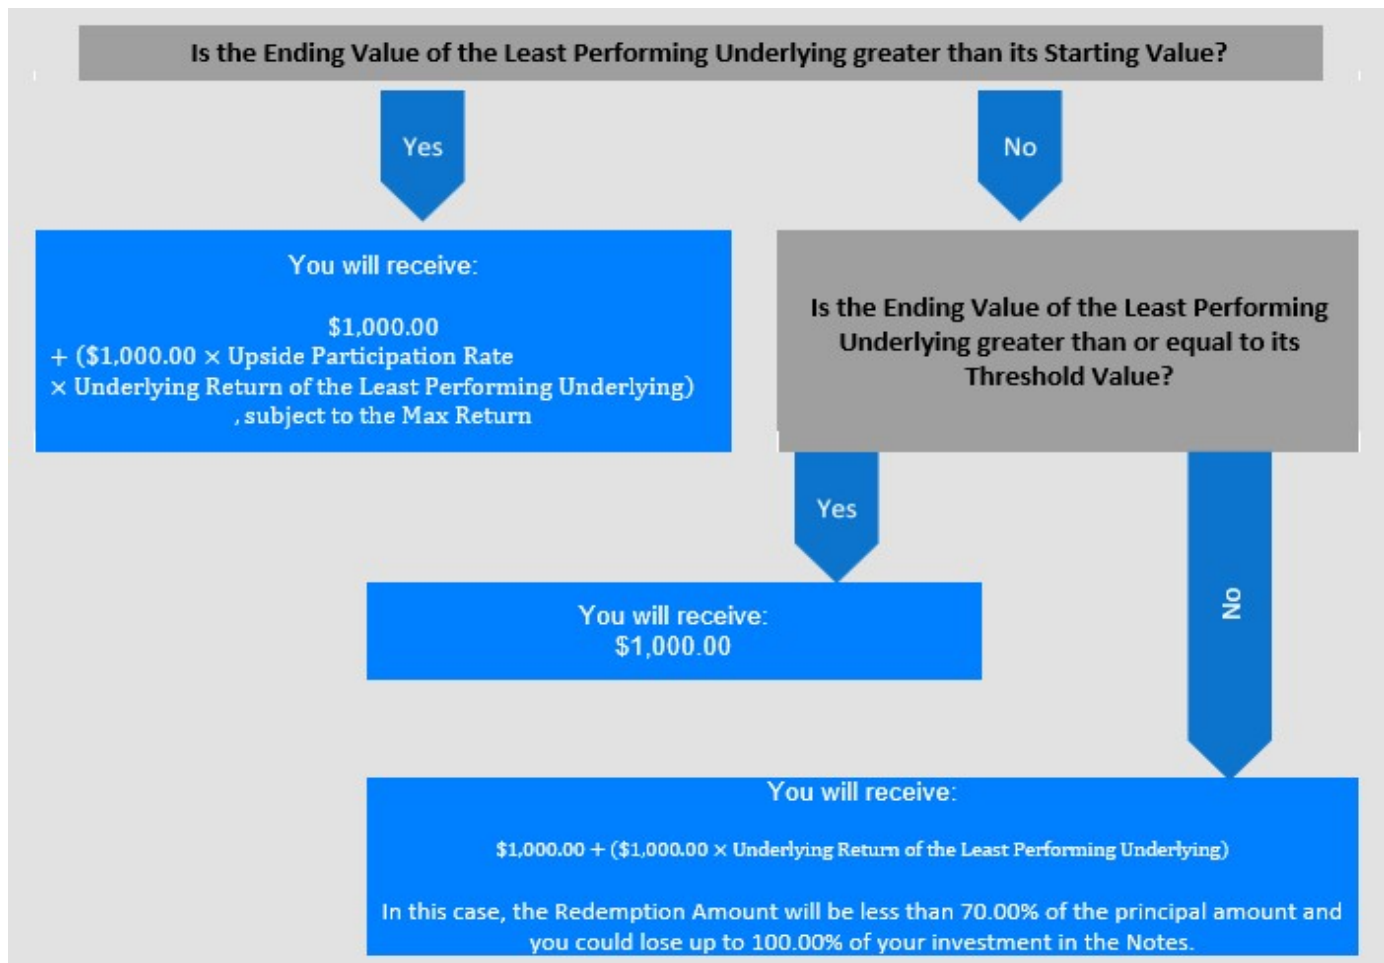 Is the Ending Value of the Least Performing Underlying greater than its Starting Value?
Yes
No
You will receive:
$1,000.00
+ ($1,000.00 × Upside Participation Rate
× Underlying Return of the Least Performing Underlying)
, subject to the Max Return
Is the Ending Value of the Least Performing
Underlying greater than or equal to its
Threshold Value?
Yes
No
You will receive:
$1,000.00
You will receive:
$1,000.00 + ($1,000.00 × Underlying Return of the Least Performing Underlying)
In this case, the Redemption Amount will be less than 70.00% of the principal amount and
you could lose up to 100.00% of your investment in the Notes.